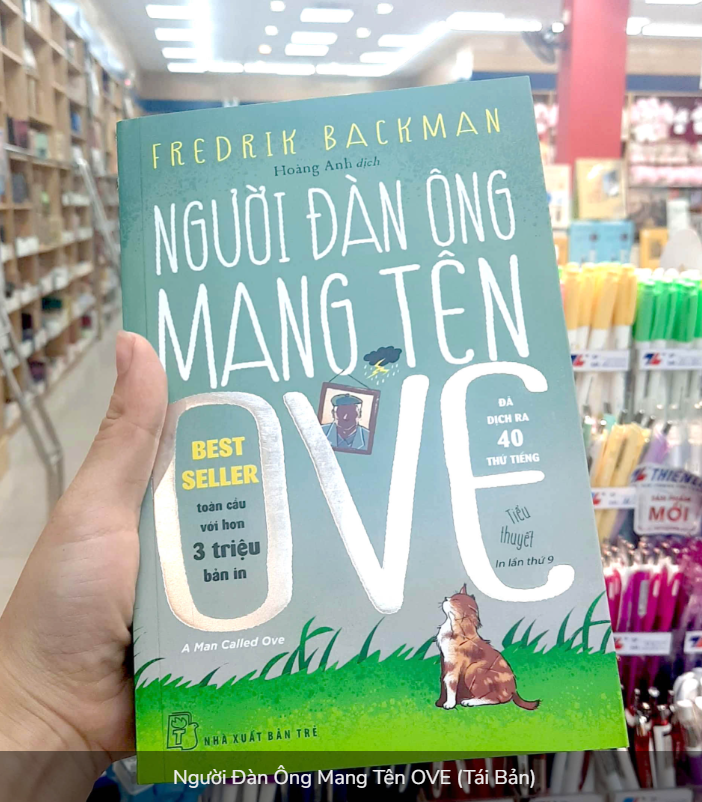 FREDRIK BACKMAN
Hoàng Anh dịch
NGƯỜI ĐÀN ÔNG
MANG TÊN
OVE
BEST
SELLER
toàn cầu
với hơn
3 triệu
bản in
ĐÃ
DỊCH RA
40
THỨ TIẾNG
Tiểu
thuyết
In lần thứ 9
A Man Called Ove
NHÀ XUẤT BẢN TRẺ
THIÊN
SẢN PHẨM
MỚI
Người Đàn Ông Mang Tên OVE (Tái Bản)